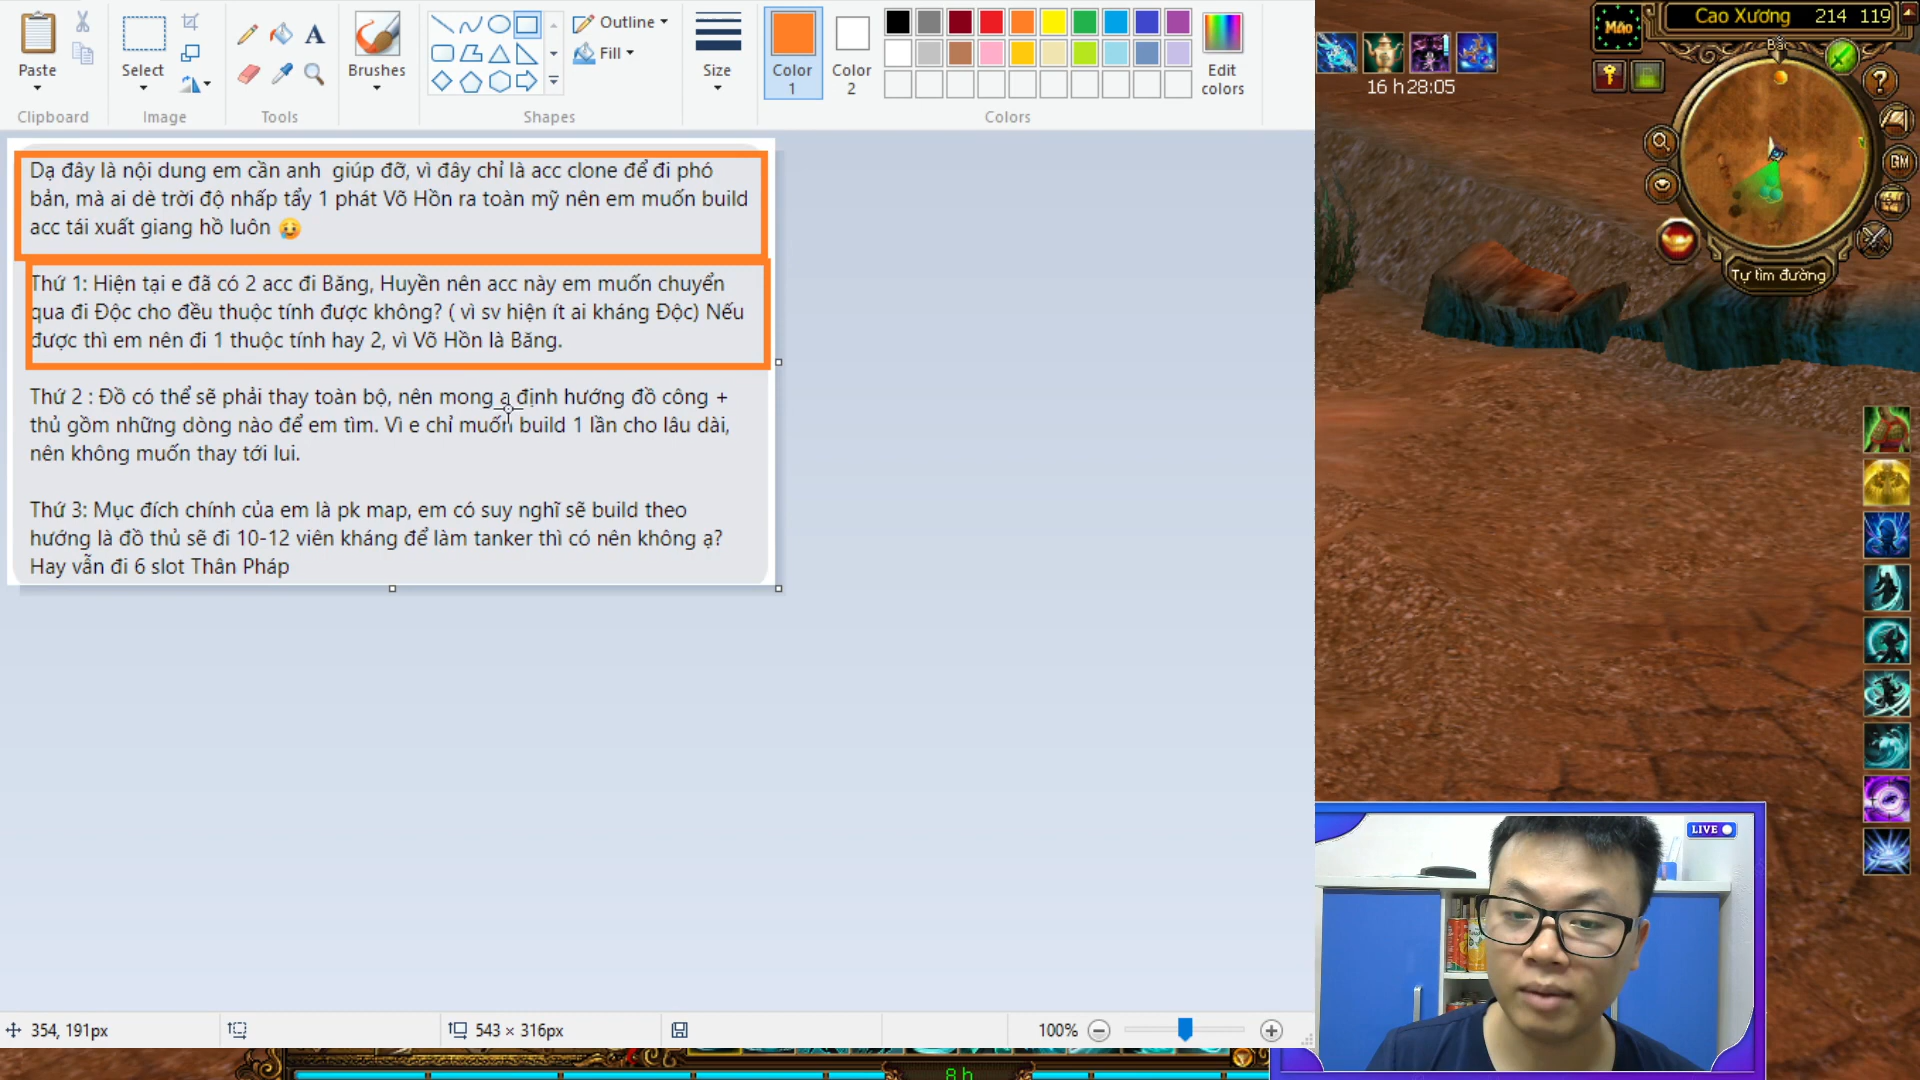 Paste
Select
Brushes
Outline
Fill
Size
Color 1
Color 2
Edit colors
Clipboard
Image
Tools
Shapes
Colors
Dạ đây là nội dung em cần anh giúp đỡ, vì đây chỉ là acc clone để đi phó
bản, mà ai dè trời độ nhấp tẩy 1 phát Võ Hồn ra toàn mỹ nên em muốn build
acc tái xuất giang hồ luôn 🥲
Thứ 1: Hiện tại e đã có 2 acc đi Băng, Huyền nên acc này em muốn chuyển
qua đi Độc cho đều thuộc tính được không? ( vì sv hiện ít ai kháng Độc) Nếu
được thì em nên đi 1 thuộc tính hay 2, vì Võ Hồn là Băng.
Thứ 2 : Đồ có thể sẽ phải thay toàn bộ, nên mong a định hướng đồ công +
thủ gồm những dòng nào để em tìm. Vì e chỉ muốn build 1 lần cho lâu dài,
nên không muốn thay tới lui.
Thứ 3: Mục đích chính của em là pk map, em có suy nghĩ sẽ build theo
hướng là đồ thủ sẽ đi 10-12 viên kháng để làm tanker thì có nên không ạ?
Hay vẫn đi 6 slot Thân Pháp
354, 191px
543 × 316px
100%
8 h
16 h 28:05
Mão
Cao Xương 214 119
Bắc
GM
Tự tìm đường
LIVE